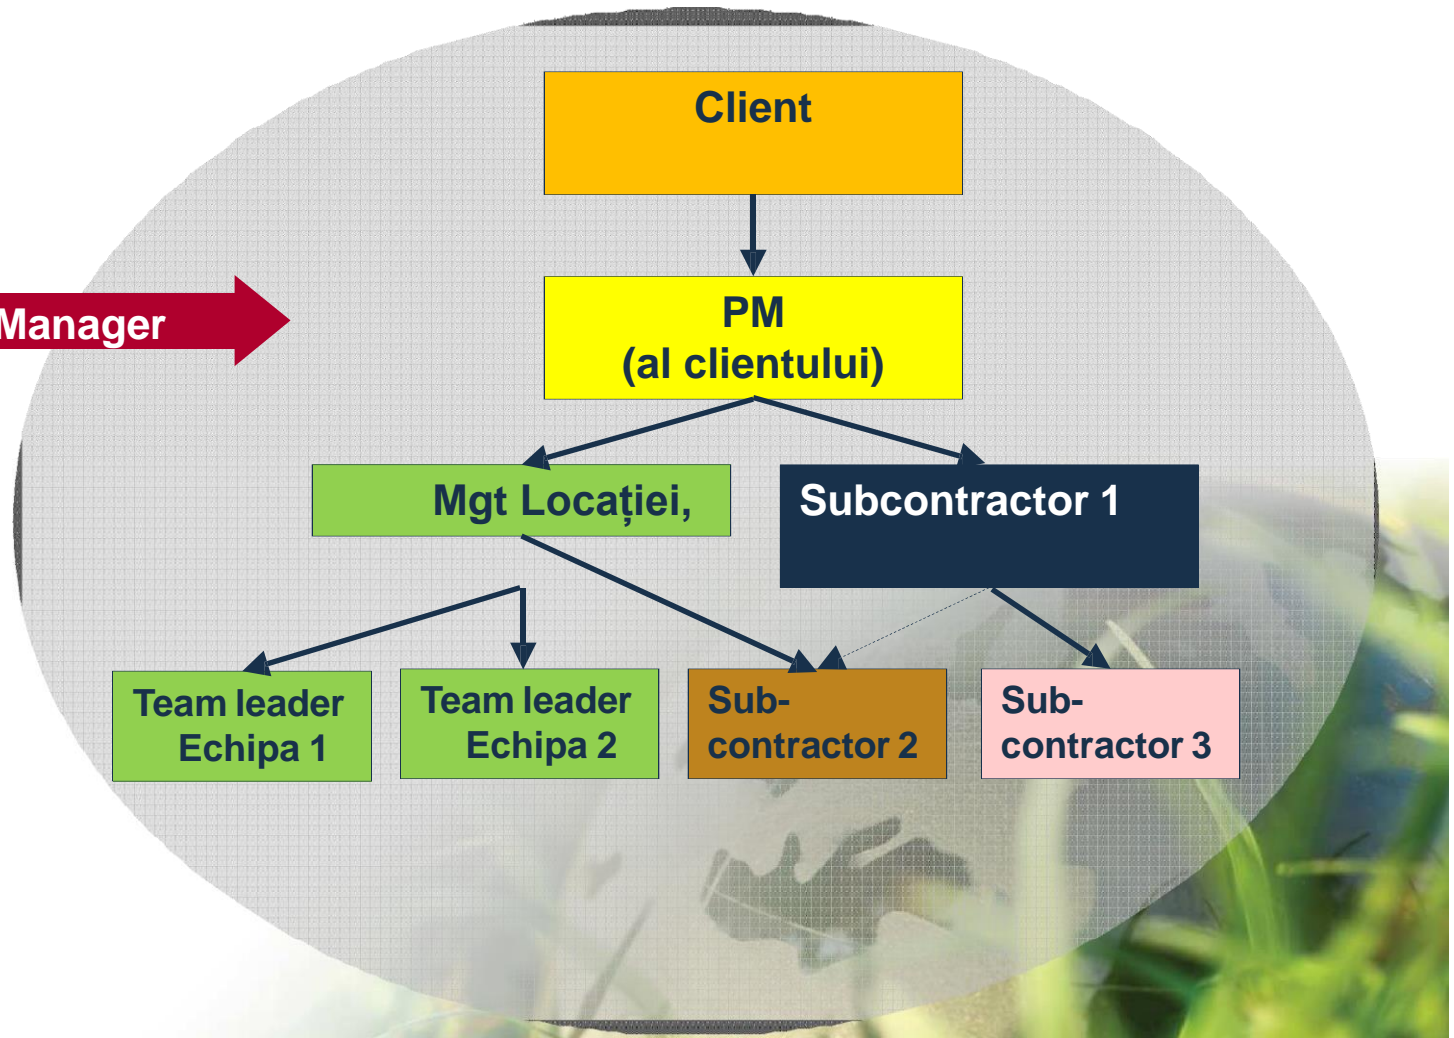 Client
Manager
PM
(al clientului)
Mgt Locației,
Subcontractor 1
Team leader
Echipa 1
Team leader
Echipa 2
Sub-
contractor 2
Sub-
contractor 3